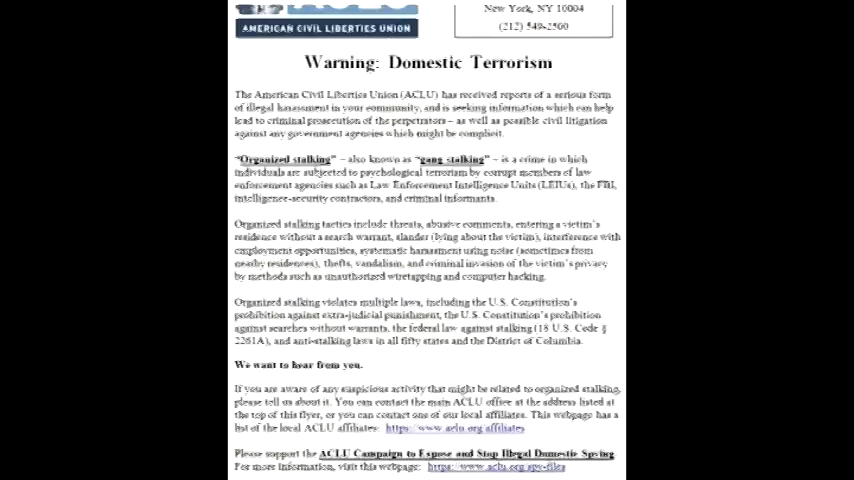 ACLU
AMERICAN CIVIL LIBERTIES UNION
New York, NY 10004
(212) 549-2500
Warning: Domestic Terrorism
The American Civil Liberties Union (ACLU) has received reports of a serious form
of illegal harassment in your community, and is seeking information which can help
lead to criminal prosecution of the perpetrators – as well as possible civil litigation
against any government agencies which might be complicit.
"Organized stalking" – also known as "gang stalking" – is a crime in which
individuals are subjected to psychological terrorism by corrupt members of law
enforcement agencies such as Law Enforcement Intelligence Units (LEIUs), the FBI,
intelligence-security contractors, and criminal informants.
Organized stalking tactics include threats, abusive comments, entering a victim's
residence without a search warrant, slander (lying about the victim), interference with
employment opportunities, systematic harassment using noise (sometimes from
nearby residences), thefts, vandalism, and criminal invasion of the victim's privacy
by methods such as unauthorized wiretapping and computer hacking.
Organized stalking violates multiple laws, including the U.S. Constitution's
prohibition against extra-judicial punishment, the U.S. Constitution's prohibition
against searches without warrants, the federal law against stalking (18 U.S. Code §
2261A), and anti-stalking laws in all fifty states and the District of Columbia.
We want to hear from you.
If you are aware of any suspicious activity that might be related to organized stalking,
please tell us about it. You can contact the main ACLU office at the address listed at
the top of this flyer, or you can contact one of our local affiliates. This webpage has a
list of the local ACLU affiliates: https://www.aclu.org/affiliates
Please support the ACLU Campaign to Expose and Stop Illegal Domestic Spying
For more information, visit this webpage: https://www.aclu.org/spy-files